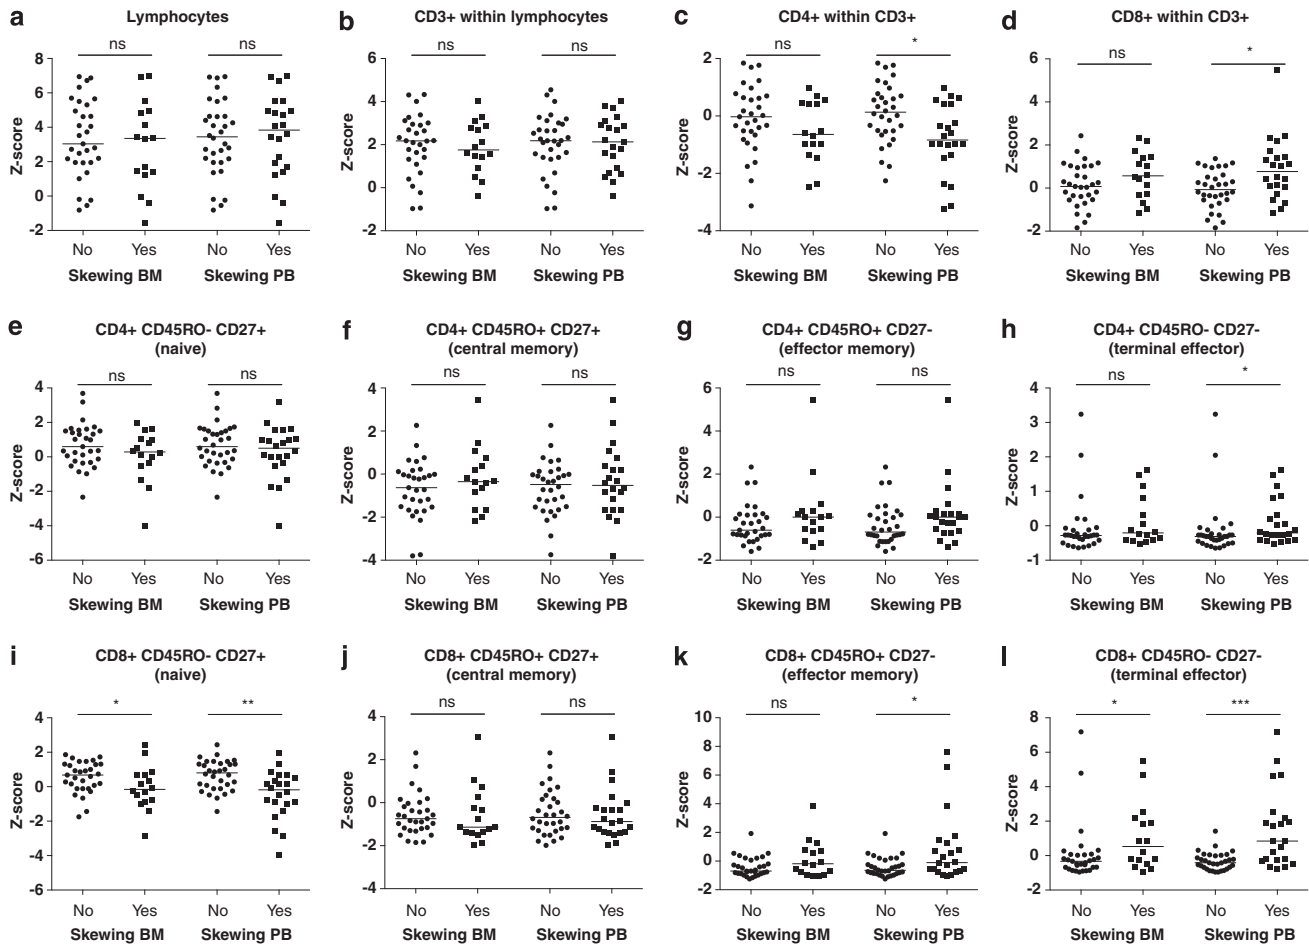 a Lymphocytes
ns ns
8
6
4
2
0
-2
Z-score
No Yes No Yes
Skewing BM Skewing PB
b CD3+ within lymphocytes
ns ns
6
4
2
0
-2
Z-score
No Yes No Yes
Skewing BM Skewing PB
c CD4+ within CD3+
ns *
2
0
-2
-4
Z-score
No Yes No Yes
Skewing BM Skewing PB
d CD8+ within CD3+
ns *
6
4
2
0
-2
Z-score
No Yes No Yes
Skewing BM Skewing PB
e CD4+ CD45RO- CD27+
(naive)
ns ns
4
2
0
-2
-4
-6
Z-score
No Yes No Yes
Skewing BM Skewing PB
f CD4+ CD45RO+ CD27+
(central memory)
ns ns
4
2
0
-2
-4
Z-score
No Yes No Yes
Skewing BM Skewing PB
g CD4+ CD45RO+ CD27-
(effector memory)
ns ns
6
4
2
0
-2
Z-score
No Yes No Yes
Skewing BM Skewing PB
h CD4+ CD45RO- CD27-
(terminal effector)
ns *
4
3
2
1
0
-1
Z-score
No Yes No Yes
Skewing BM Skewing PB
i CD8+ CD45RO- CD27+
(naive)
* **
4
2
0
-2
-4
-6
Z-score
No Yes No Yes
Skewing BM Skewing PB
j CD8+ CD45RO+ CD27+
(central memory)
ns ns
4
2
0
-2
-4
Z-score
No Yes No Yes
Skewing BM Skewing PB
k CD8+ CD45RO+ CD27-
(effector memory)
ns *
10
8
6
4
2
0
-2
Z-score
No Yes No Yes
Skewing BM Skewing PB
l CD8+ CD45RO- CD27-
(terminal effector)
* ***
8
6
4
2
0
-2
Z-score
No Yes No Yes
Skewing BM Skewing PB